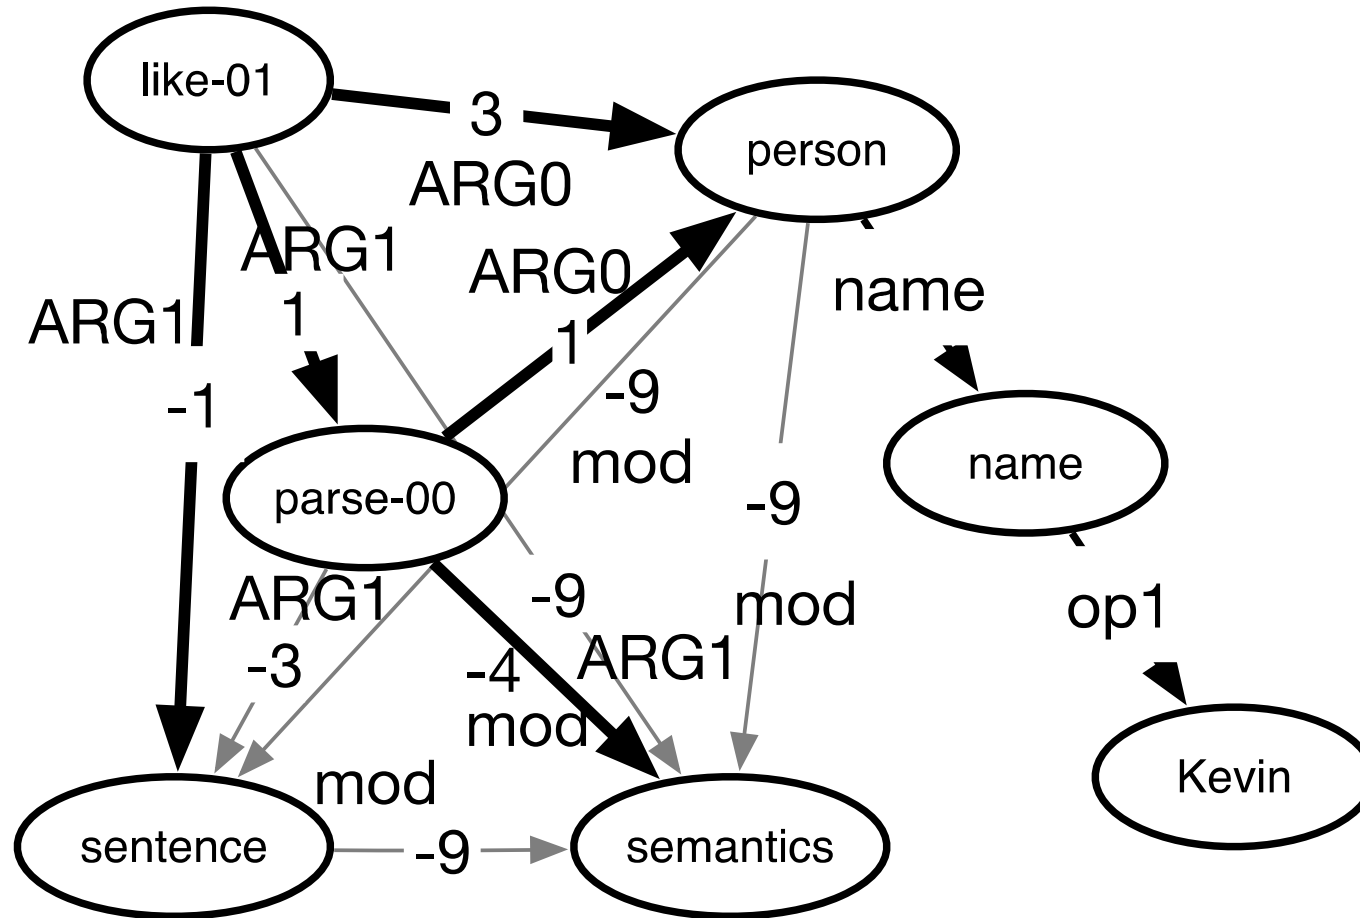 like-01
3
person
ARG0
ARG1
ARG0
name
ARG1
1
1
-9
-1
mod
name
parse-00
-9
ARG1
-9
mod
op1
-3
-4
ARG1
mod
mod
Kevin
sentence
-9
semantics